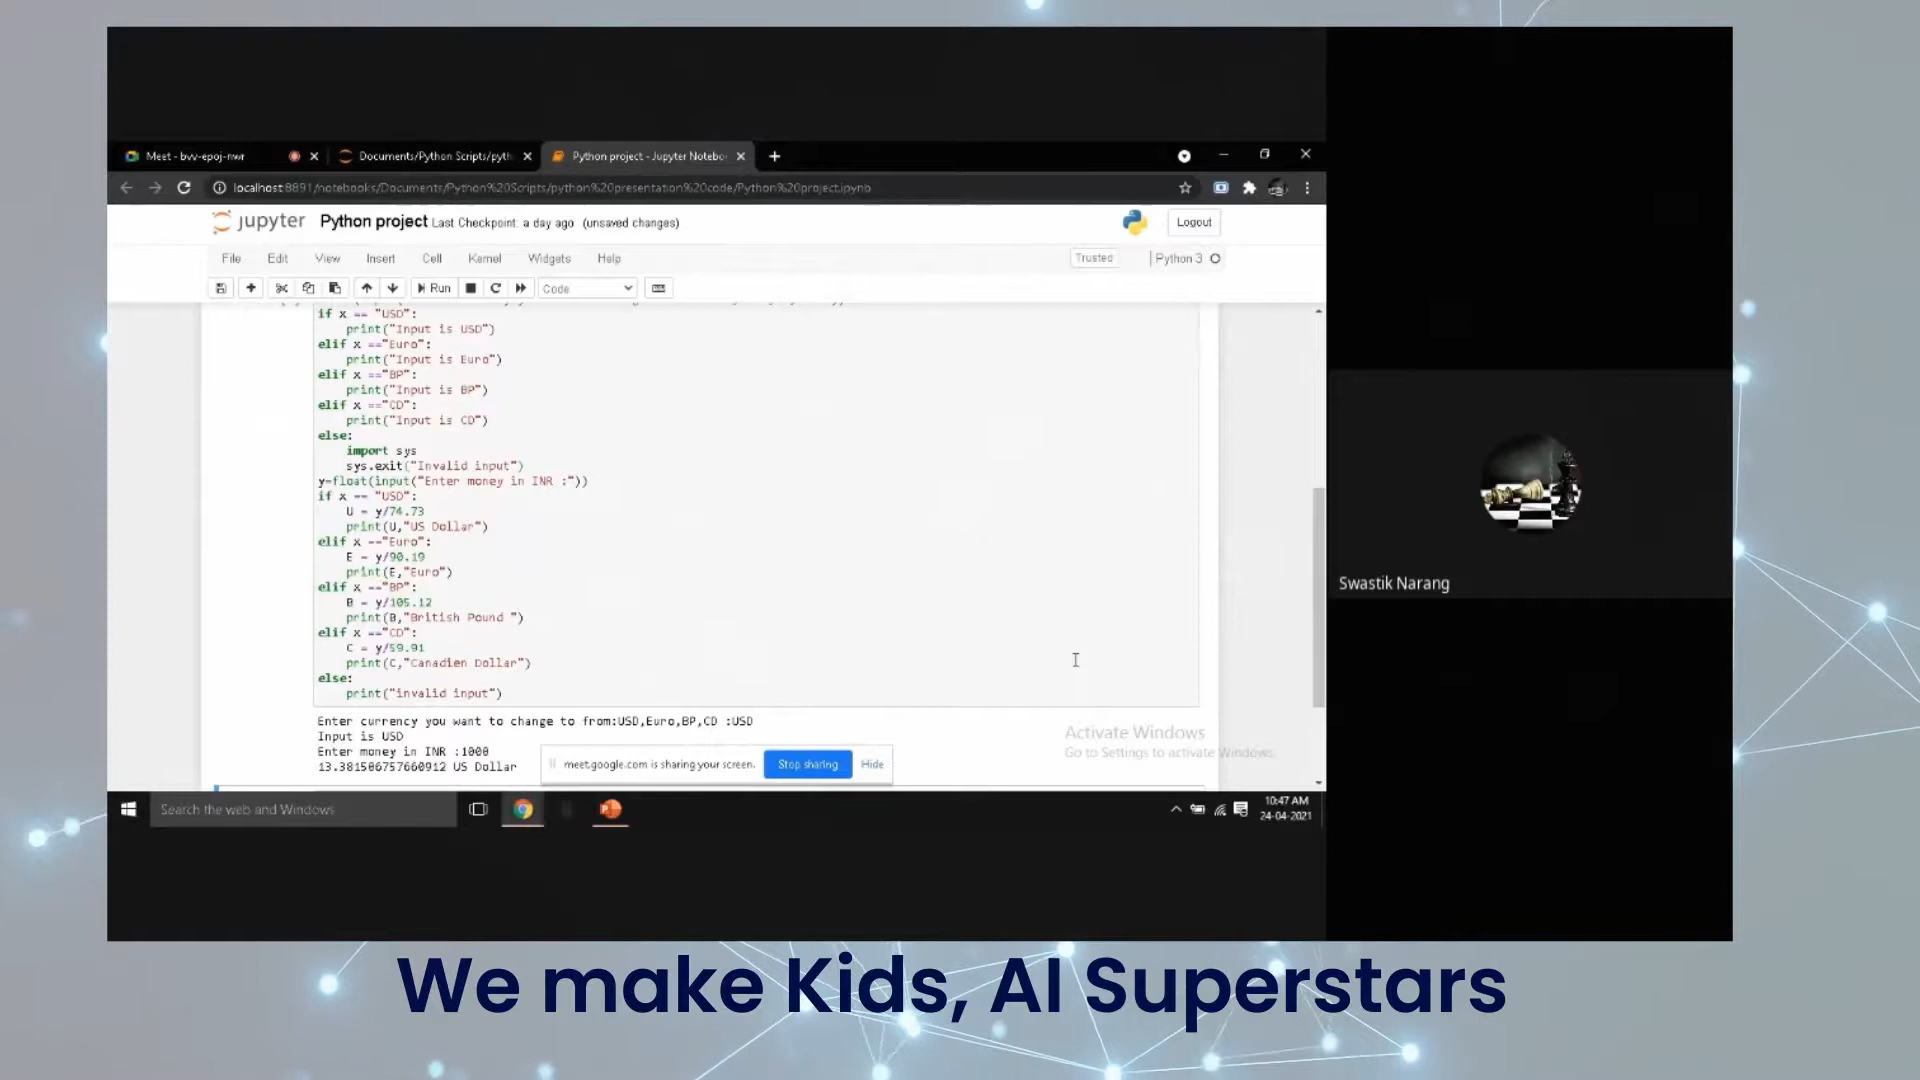 Meet - bvv-epoj-nwr
Documents/Python Scripts/pyth
Python project - Jupyter Notebo
localhost:8891/notebooks/Documents/Python%20Scripts/python%20presentation%20code/Python%20project.ipynb
jupyter Python project Last Checkpoint: a day ago (unsaved changes)
Logout
File Edit View Insert Cell Kernel Widgets Help
Trusted
Python 3
Run
Code
if x == "USD":
print("Input is USD")
elif x =="Euro":
print("Input is Euro")
elif x =="BP":
print("Input is BP")
elif x =="CD":
print("Input is CD")
else:
import sys
sys.exit("Invalid input")
y=float(input("Enter money in INR :"))
if x == "USD":
U = y/74.73
print(U,"US Dollar")
elif x =="Euro":
E = y/90.19
print(E,"Euro")
elif x =="BP":
B = y/105.12
print(B,"British Pound ")
elif x =="CD":
C = y/59.91
print(C,"Canadien Dollar")
else:
print("invalid input")
Enter currency you want to change to from:USD,Euro,BP,CD :USD
Input is USD
Enter money in INR :1000
13.381506757660912 US Dollar
meet.google.com is sharing your screen.
Stop sharing
Hide
Activate Windows
Go to Settings to activate Windows.
Search the web and Windows
10:47 AM
24-04-2021
Swastik Narang
We make Kids, AI Superstars